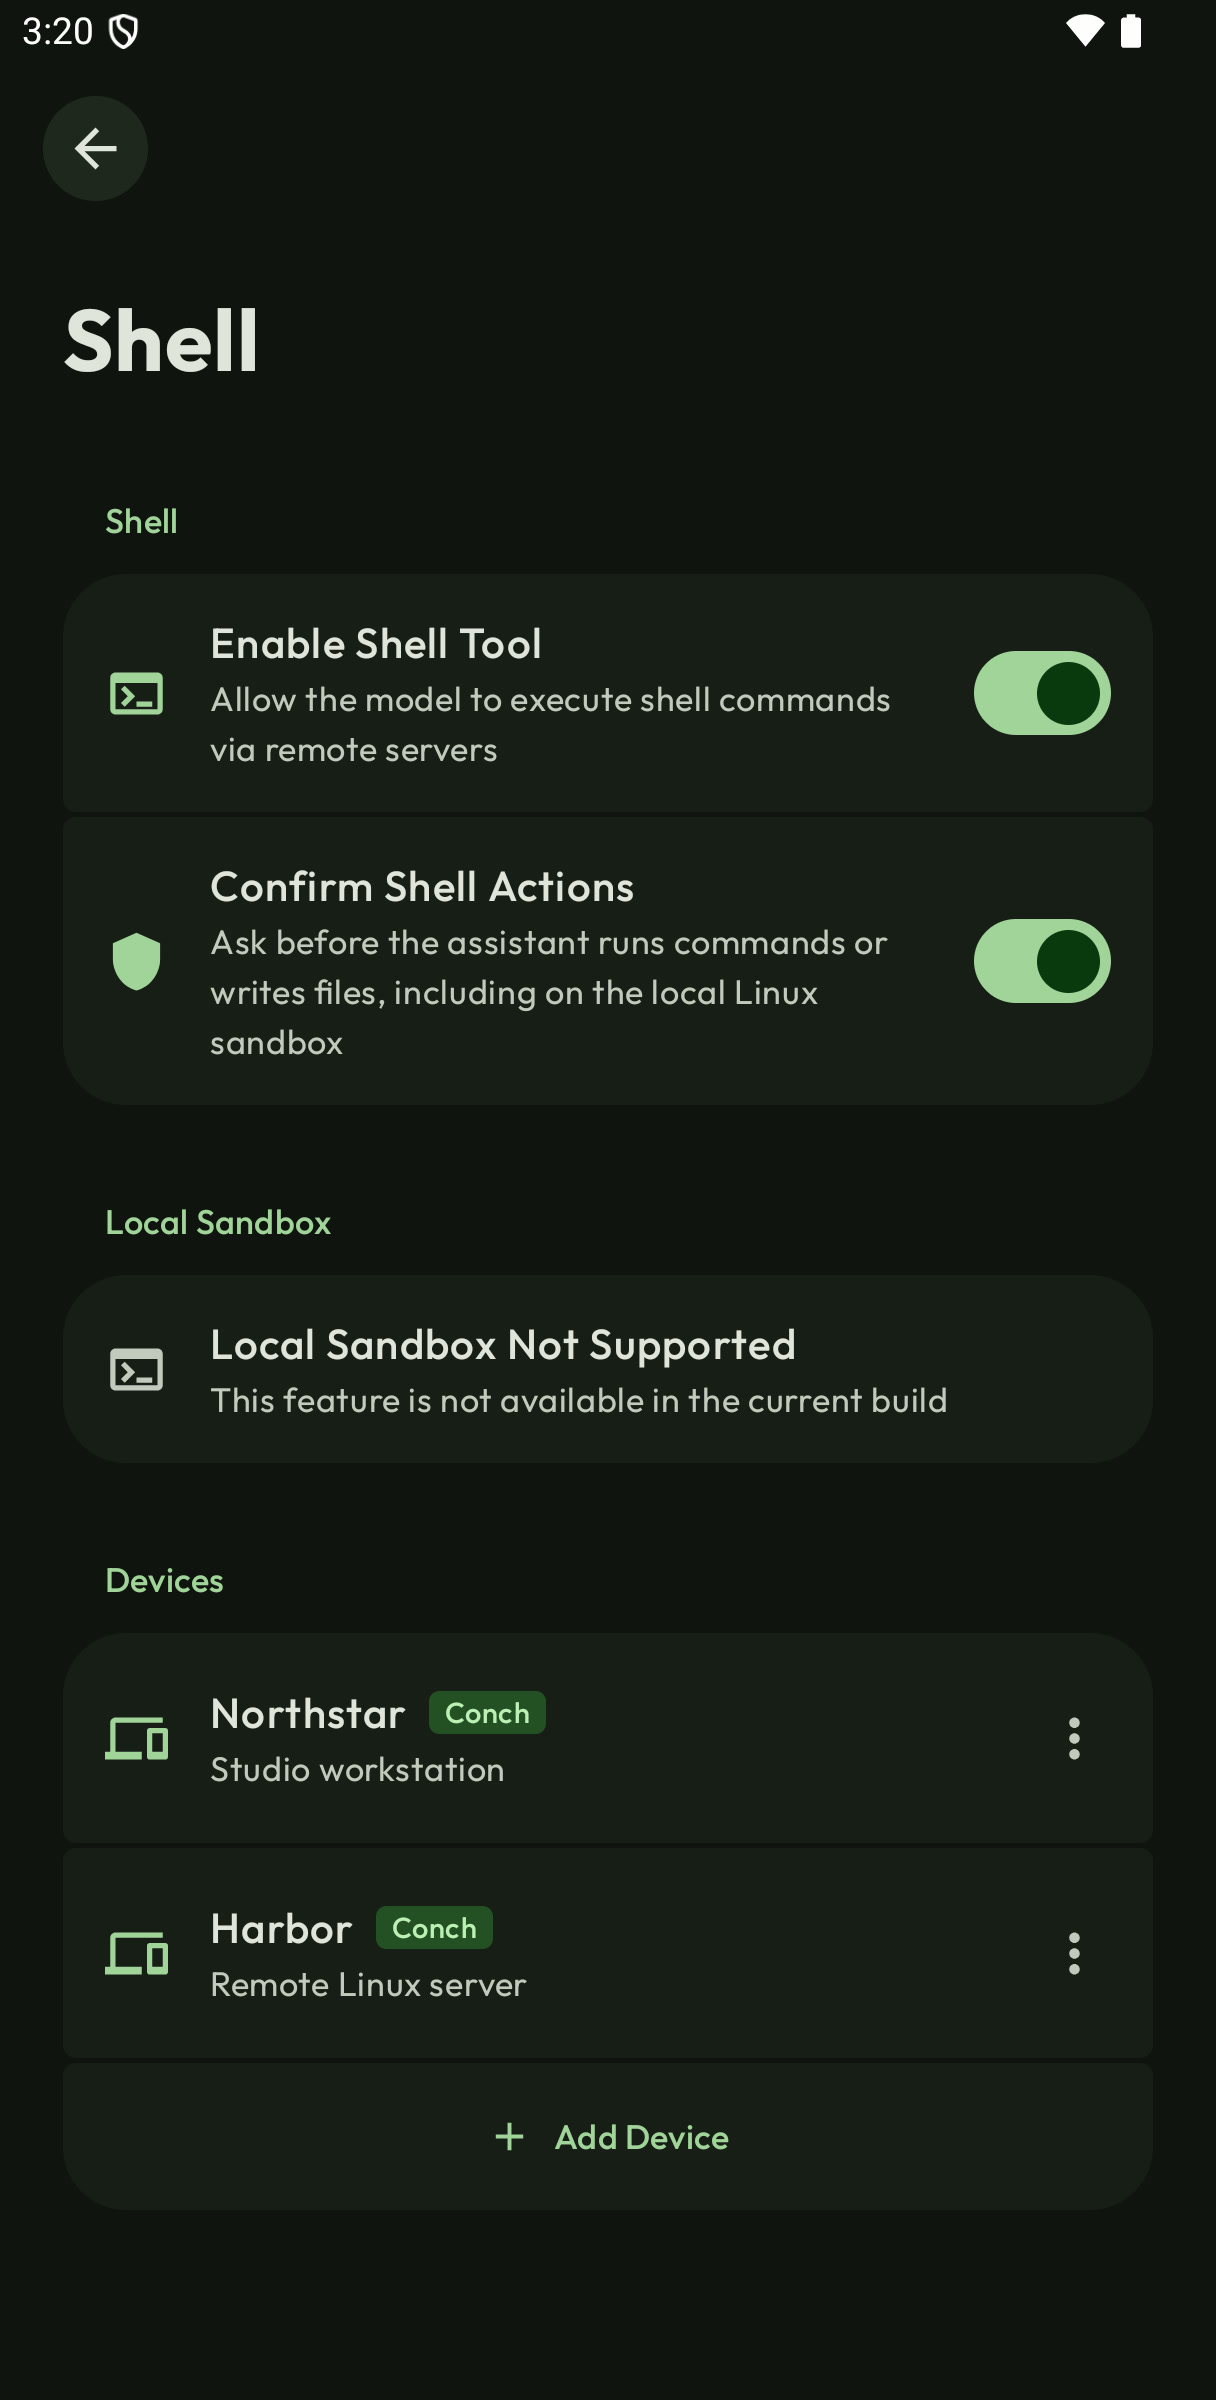 3:20
Shell
Shell
Enable Shell Tool
Allow the model to execute shell commands
via remote servers
Confirm Shell Actions
Ask before the assistant runs commands or
writes files, including on the local Linux
sandbox
Local Sandbox
Local Sandbox Not Supported
This feature is not available in the current build
Devices
Northstar Conch
Studio workstation
Harbor Conch
Remote Linux server
Add Device